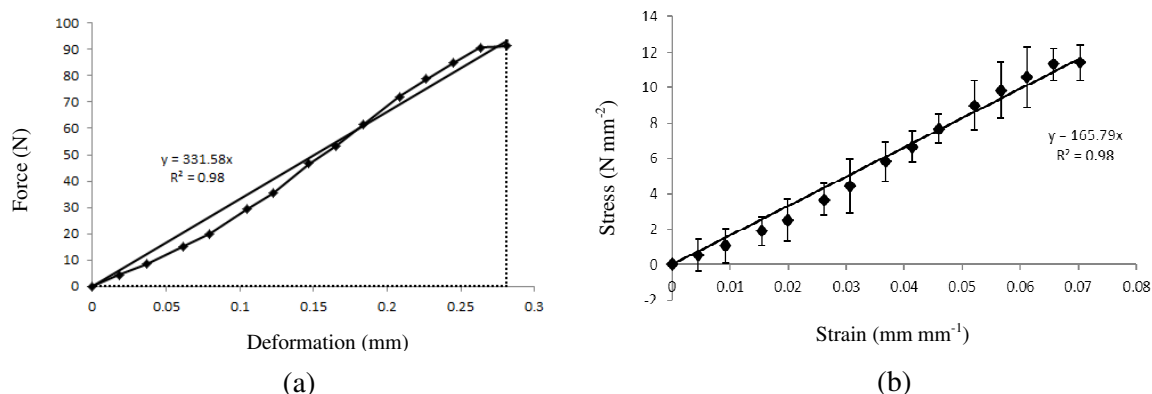 100
90
80
70
60
50
40
30
20
10
0
Force (N)
y = 331.58x
R² = 0.98
0 0.05 0.1 0.15 0.2 0.25 0.3
Deformation (mm)
(a)
14
12
10
8
6
4
2
0
-2
Stress (N mm⁻²)
y = 165.79x
R² = 0.98
0 0.01 0.02 0.03 0.04 0.05 0.06 0.07 0.08
Strain (mm mm⁻¹)
(b)